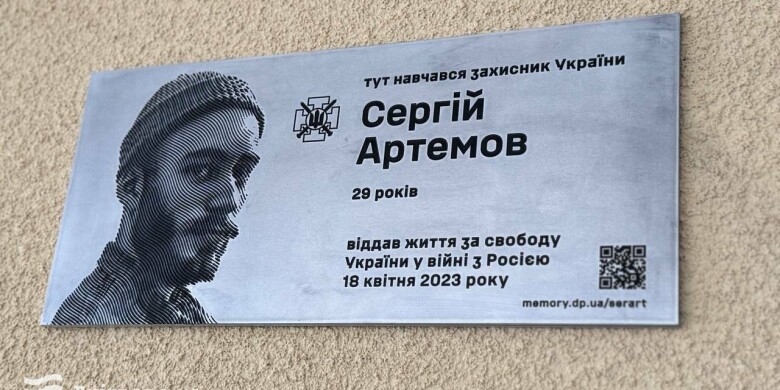 тут навчався захисник України
Сергій
Артемов
29 років
віддав життя за свободу
України у війні з Росією
18 квітня 2023 року
memory.dp.ua/serart